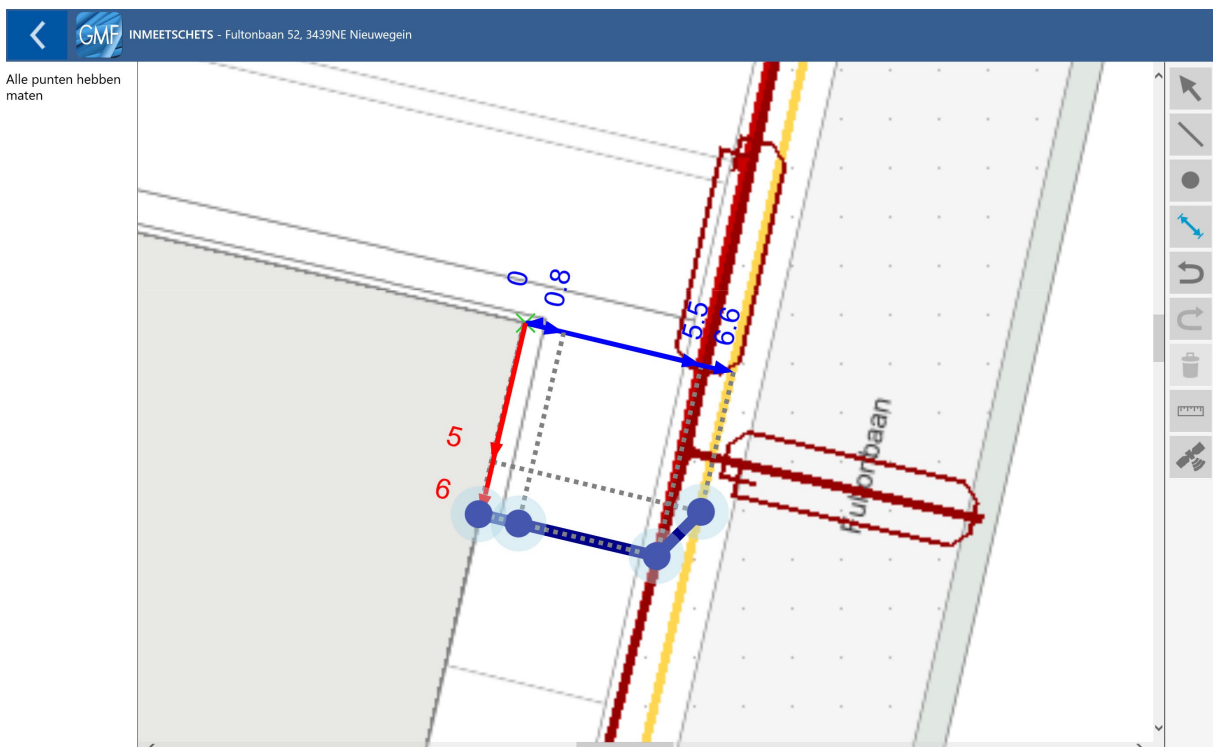 GMF INMEETSCHETS - Fultonbaan 52, 3439NE Nieuwegein
Alle punten hebben
maten
0
0.8
5.5
6.6
5
6
Fultonbaan